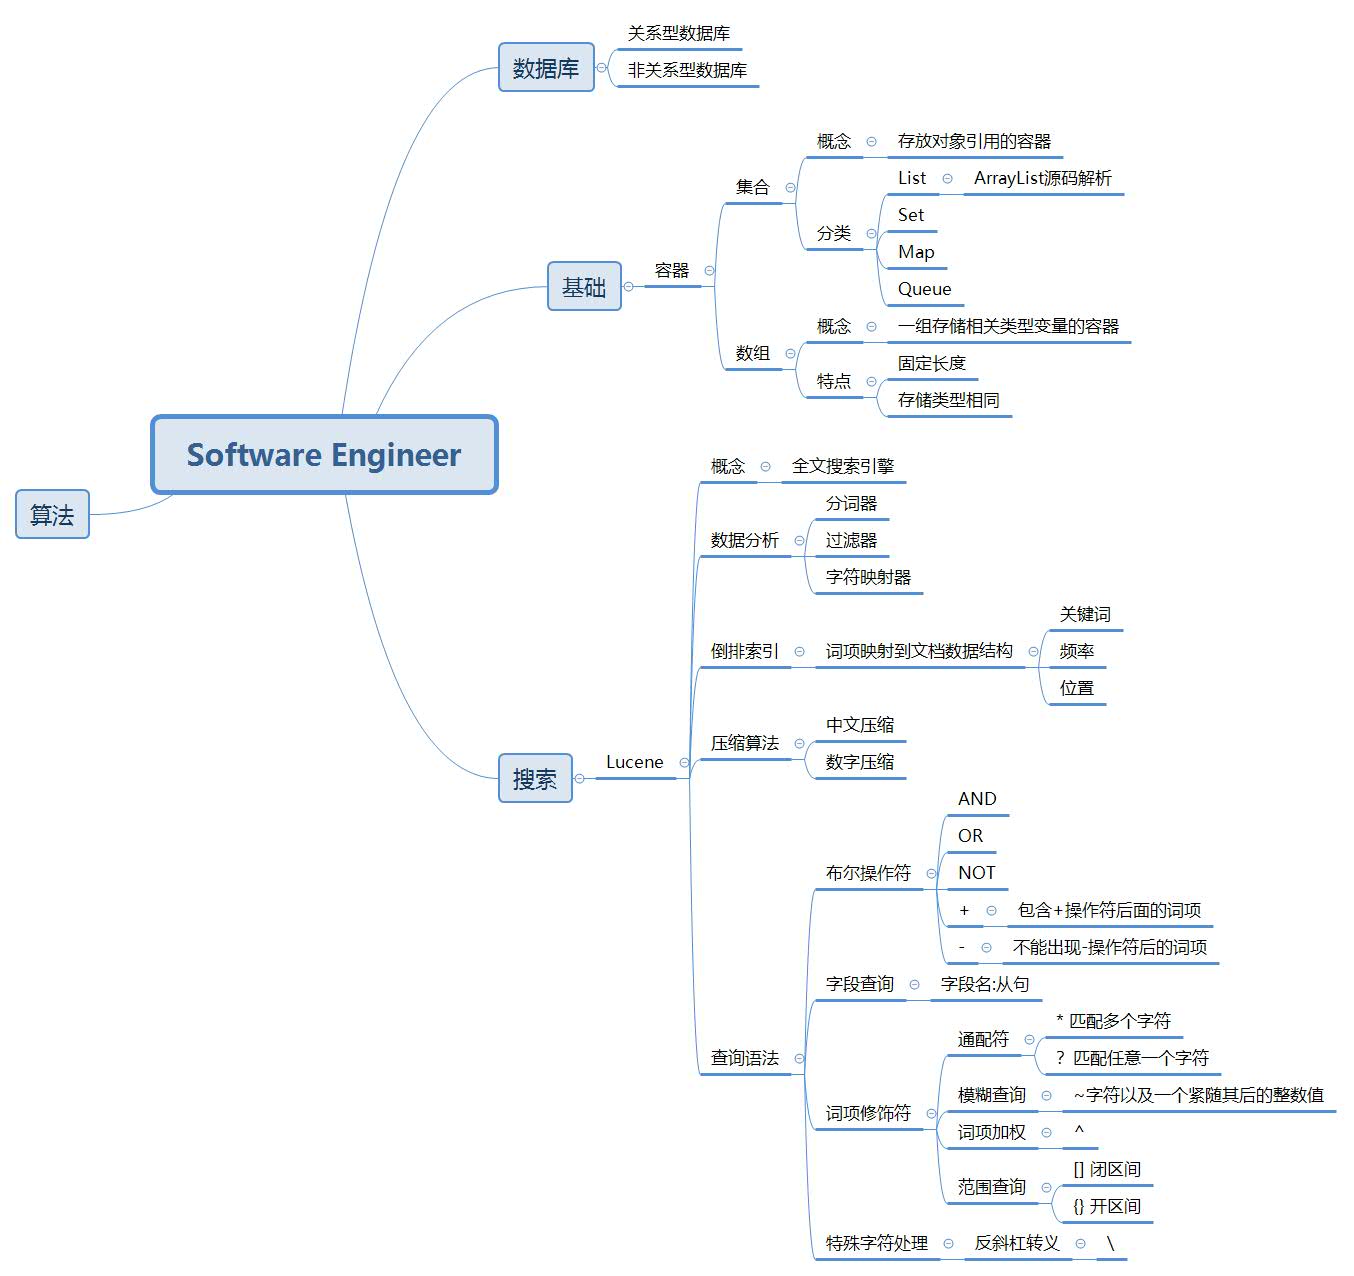 关系型数据库
数据库
非关系型数据库
概念
存放对象引用的容器
集合
List
ArrayList源码解析
分类
Set
Map
容器
Queue
基础
数组
概念
一组存储相关类型变量的容器
特点
固定长度
存储类型相同
Software Engineer
算法
搜索
Lucene
概念
全文搜索引擎
数据分析
分词器
过滤器
字符映射器
倒排索引
词项映射到文档数据结构
关键词
频率
位置
压缩算法
中文压缩
数字压缩
查询语法
布尔操作符
AND
OR
NOT
+
包含+操作符后面的词项
-
不能出现-操作符后的词项
字段查询
字段名:从句
词项修饰符
通配符
* 匹配多个字符
? 匹配任意一个字符
模糊查询
~字符以及一个紧随其后的整数值
词项加权
^
范围查询
[] 闭区间
{} 开区间
特殊字符处理
反斜杠转义
\